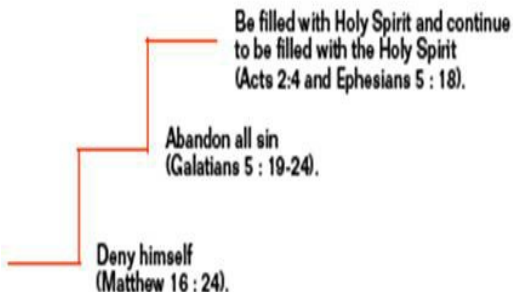 Be filled with Holy Spirit and continue
to be filled with the Holy Spirit
(Acts 2:4 and Ephesians 5 : 18).
Abandon all sin
(Galatians 5 : 19-24).
Deny himself
(Matthew 16 : 24).